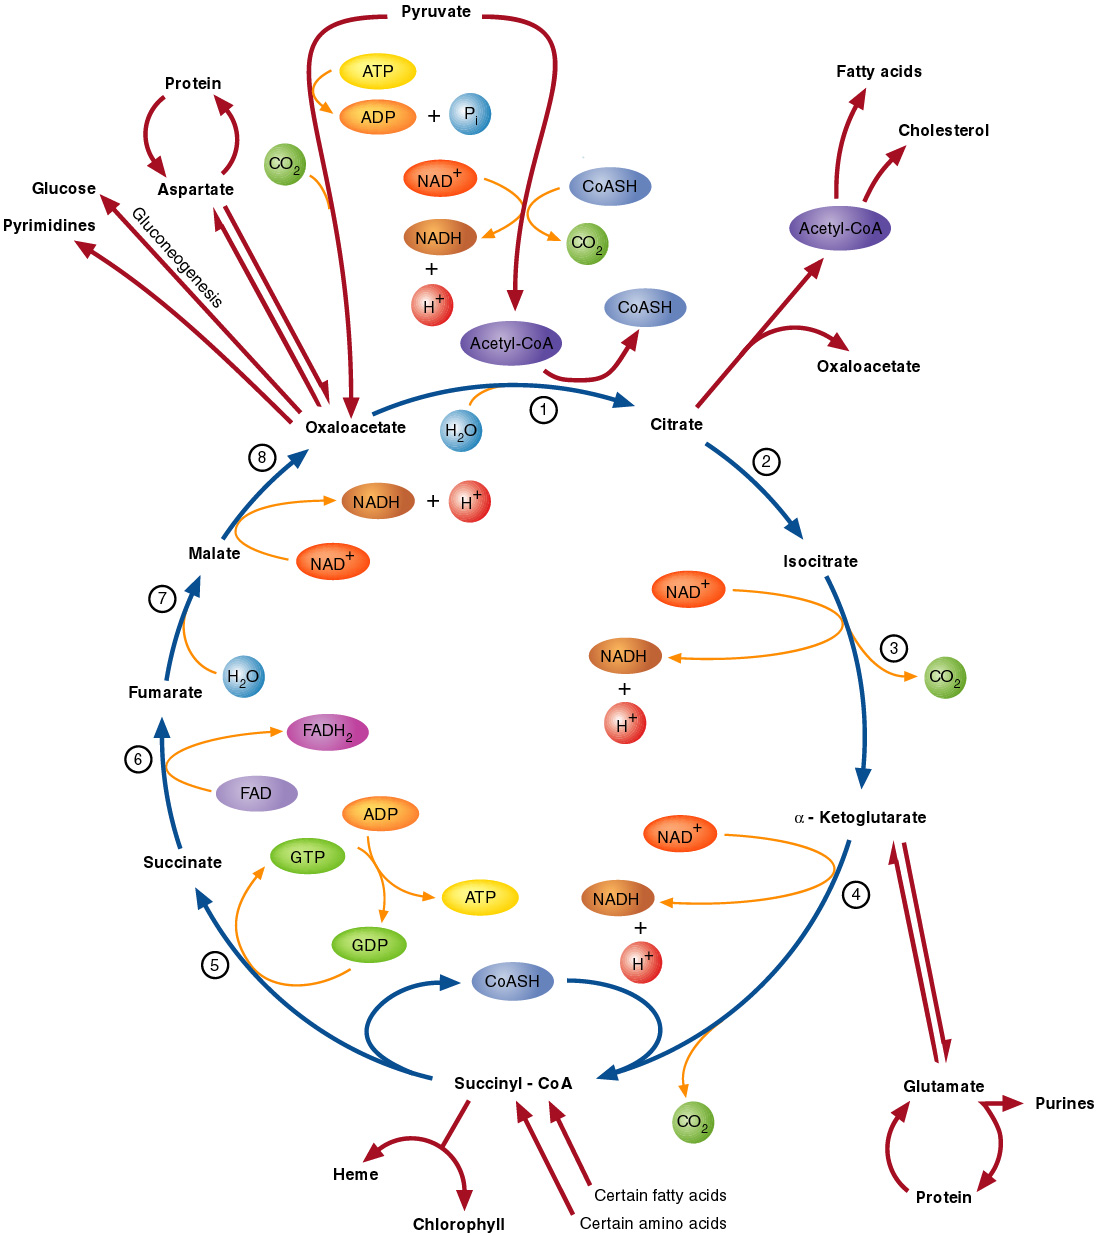 Pyruvate
ATP
ADP + Pi
CO2
NAD+
CoASH
NADH
CO2
+
H+
Protein
Aspartate
Glucose
Pyrimidines
Gluconeogenesis
Fatty acids
Cholesterol
Acetyl-CoA
Oxaloacetate
CoASH
Acetyl-CoA
Oxaloacetate
H2O
1
Citrate
2
8
NADH + H+
NAD+
Malate
Isocitrate
7
NAD+
3
NADH
+
H+
CO2
H2O
Fumarate
FADH2
6
FAD
ADP
α - Ketoglutarate
NAD+
GTP
Succinate
4
ATP
NADH
+
H+
GDP
5
CoASH
Succinyl - CoA
CO2
Glutamate
Purines
Protein
Heme
Chlorophyll
Certain fatty acids
Certain amino acids